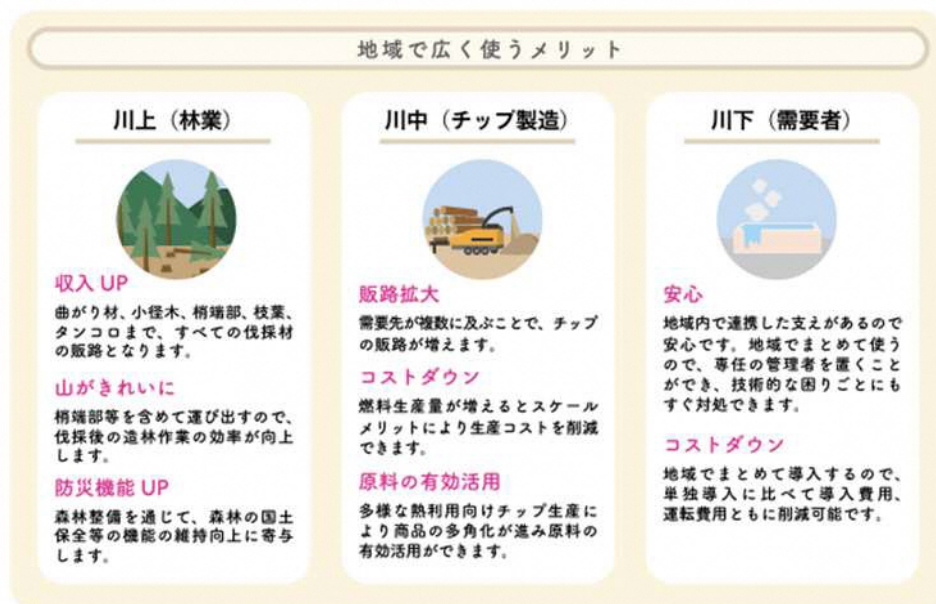 地域で広く使うメリット
川上（林業）
収入 UP
曲がり材、小径木、梢端部、枝葉、
タンコロまで、すべての伐採材
の販路となります。
山がきれいに
梢端部等を含めて運び出すので、
伐採後の造林作業の効率が向上
します。
防災機能 UP
森林整備を通じて、森林の国土
保全等の機能の維持向上に寄与
します。
川中（チップ製造）
販路拡大
需要先が複数に及ぶことで、チップ
の販路が増えます。
コストダウン
燃料生産量が増えるとスケール
メリットにより生産コストを削減
できます。
原料の有効活用
多様な熱利用向けチップ生産に
より商品の多角化が進み原料の
有効活用ができます。
川下（需要者）
安心
地域内で連携した支えがあるので
安心です。地域でまとめて使う
ので、専任の管理者を置くこと
ができ、技術的な困りごとにも
すぐ対処できます。
コストダウン
地域でまとめて導入するので、
単独導入に比べて導入費用、
運転費用ともに削減可能です。